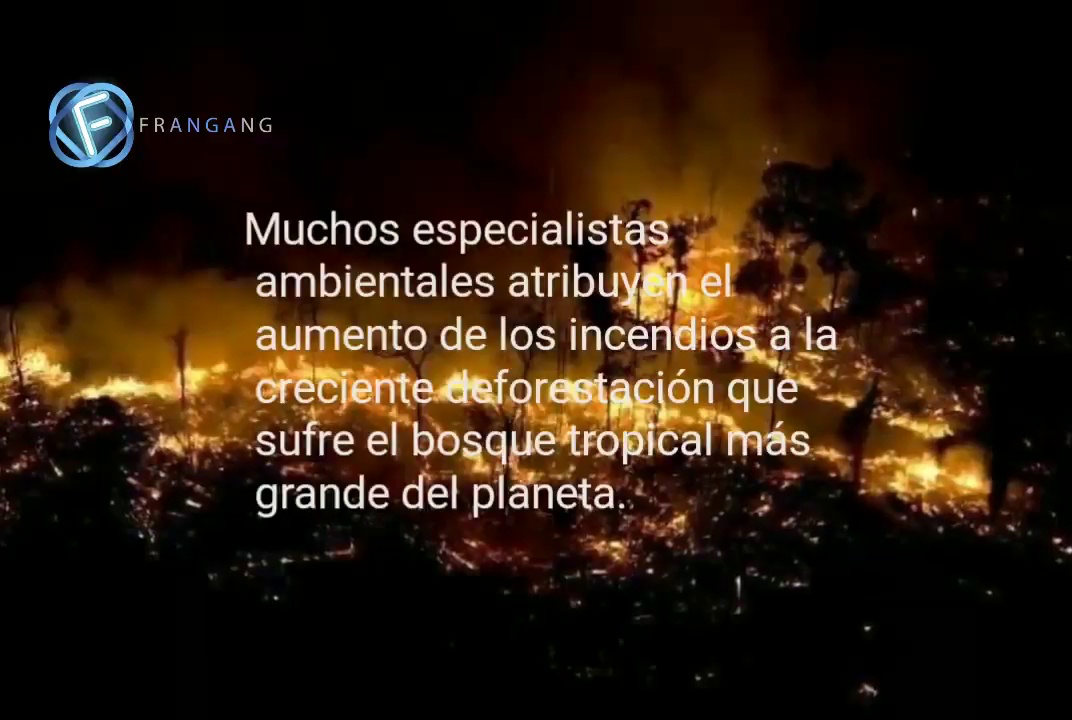 FRANGANG
Muchos especialistas
ambientales atribuyen el
aumento de los incendios a la
creciente deforestación que
sufre el bosque tropical más
grande del planeta.